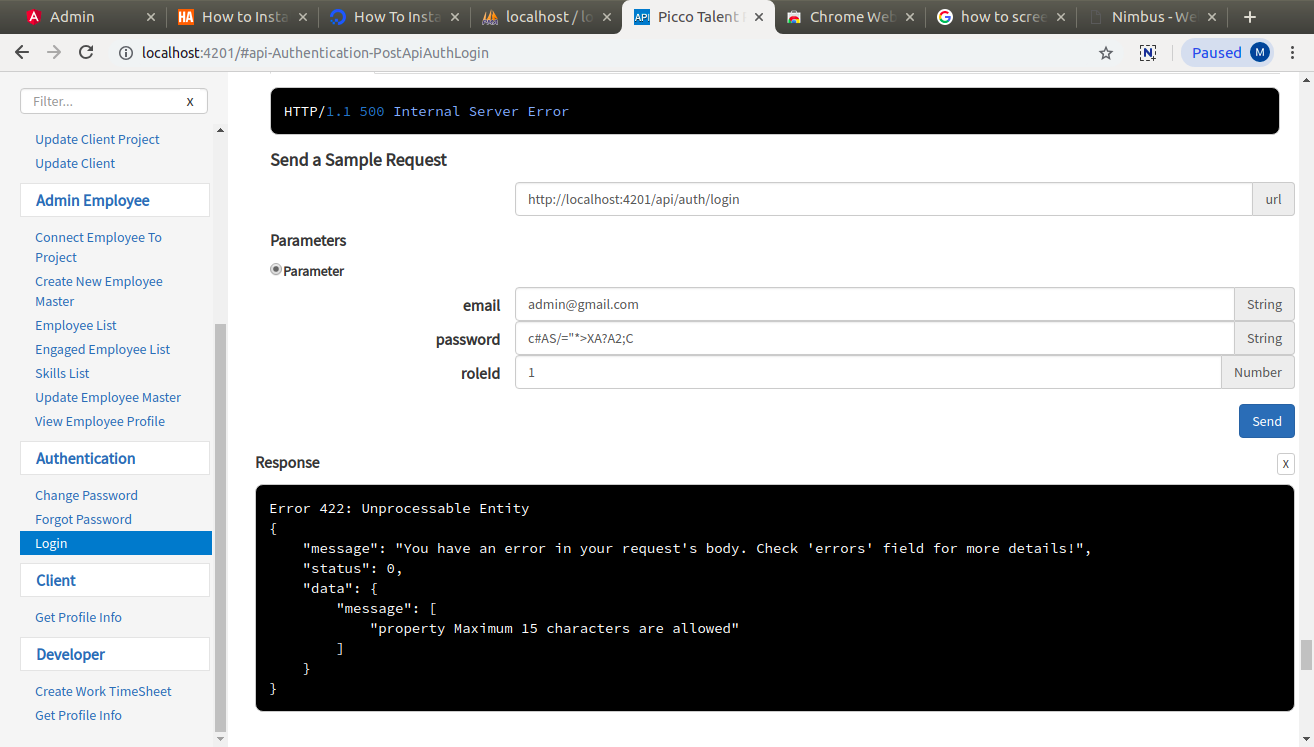 Admin
How to Insta
How To Insta
localhost / lo
API Picco Talent
Chrome Web
how to scree
Nimbus - We
localhost:4201/#api-Authentication-PostApiAuthLogin
N
Paused M
Filter... X
Update Client Project
Update Client
Admin Employee
Connect Employee To
Project
Create New Employee
Master
Employee List
Engaged Employee List
Skills List
Update Employee Master
View Employee Profile
Authentication
Change Password
Forgot Password
Login
Client
Get Profile Info
Developer
Create Work TimeSheet
Get Profile Info
HTTP/1.1 500 Internal Server Error
Send a Sample Request
http://localhost:4201/api/auth/login url
Parameters
Parameter
email admin@gmail.com String
password c#AS/="*>XA?A2;C String
roleId 1 Number
Send
Response X
Error 422: Unprocessable Entity
{
"message": "You have an error in your request's body. Check 'errors' field for more details!",
"status": 0,
"data": {
"message": [
"property Maximum 15 characters are allowed"
]
}
}